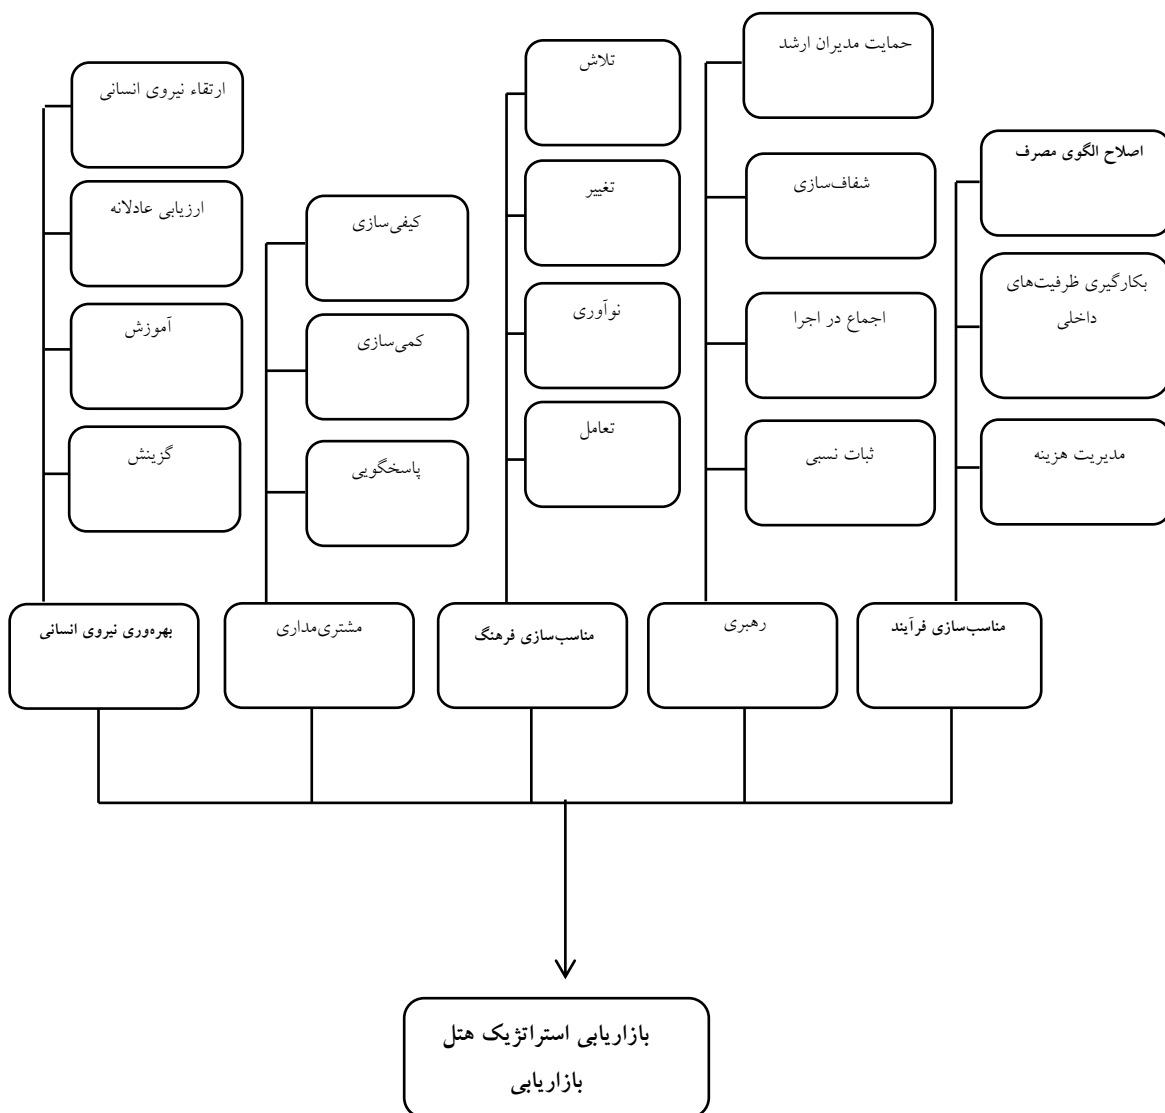 حمایت مدیران ارشد
شفاف‌سازی
اجماع در اجرا
ثبات نسبی
رهبری
اصلاح الگوی مصرف
بکارگیری ظرفیت‌های
داخلی
مدیریت هزینه
مناسب‌سازی فرآیند
تلاش
تغییر
نوآوری
تعامل
مناسب‌سازی فرهنگ
کیفی‌سازی
کمی‌سازی
پاسخگویی
مشتری‌مداری
ارتقاء نیروی انسانی
ارزیابی عادلانه
آموزش
گزینش
بهره‌وری نیروی انسانی
بازاریابی استراتژیک هتل
بازاریابی